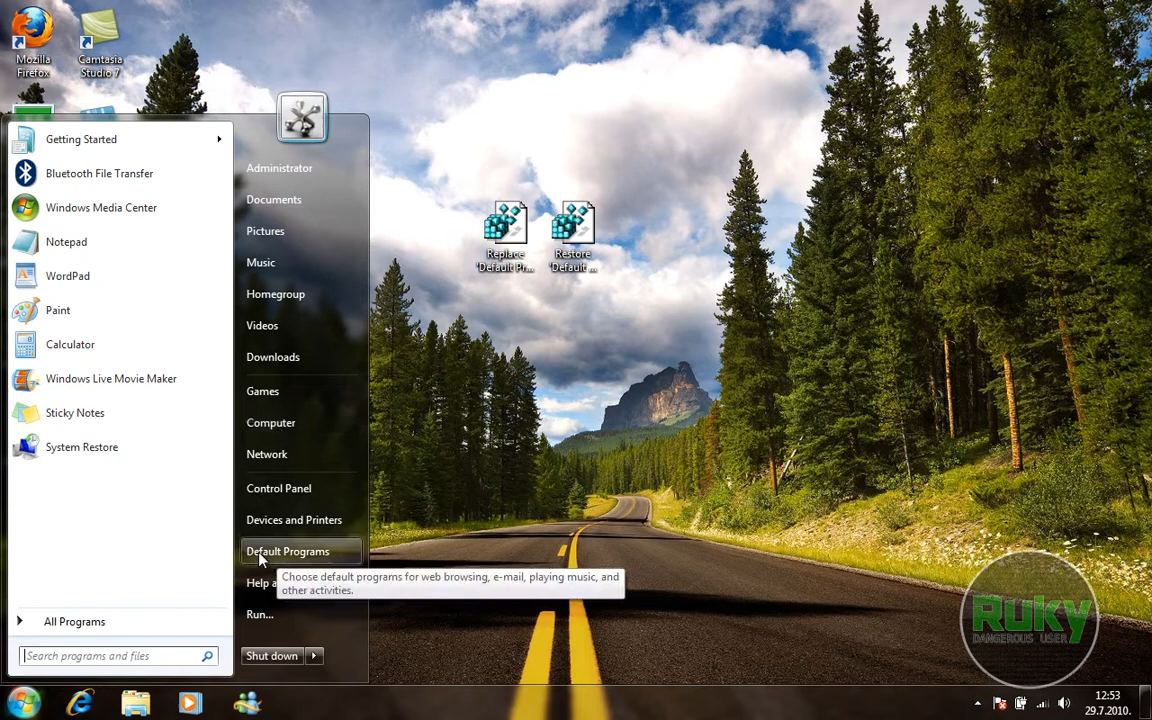 Mozilla
Firefox
Camtasia
Studio 7
Getting Started
Bluetooth File Transfer
Windows Media Center
Notepad
WordPad
Paint
Calculator
Windows Live Movie Maker
Sticky Notes
System Restore
All Programs
Search programs and files
Administrator
Documents
Pictures
Music
Homegroup
Videos
Downloads
Games
Computer
Network
Control Panel
Devices and Printers
Default Programs
Help a
Run...
Shut down
Choose default programs for web browsing, e-mail, playing music, and
other activities.
Replace
'Default Pr...
Restore
'Default ...
Ruky
DANGEROUS USER
12:53
29.7.2010.